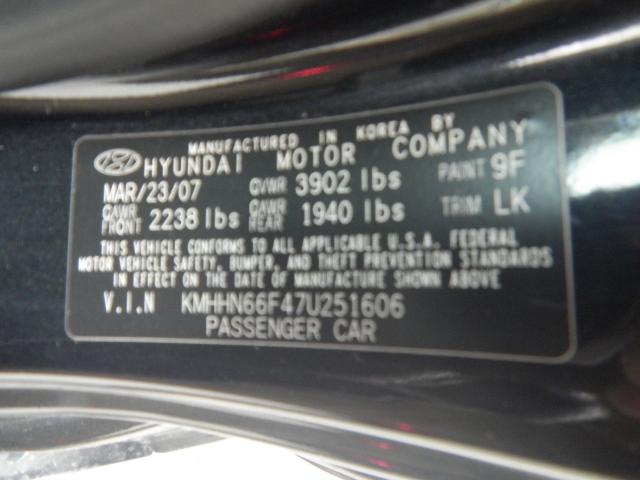 MANUFACTURED IN KOREA BY
HYUNDAI MOTOR COMPANY
MAR/23/07 GVWR 3902 lbs PAINT 9F
GAWR FRONT 2238 lbs GAWR REAR 1940 lbs TRIM LK
THIS VEHICLE CONFORMS TO ALL APPLICABLE U.S.A. FEDERAL
MOTOR VEHICLE SAFETY, BUMPER, AND THEFT PREVENTION STANDARDS
IN EFFECT ON THE DATE OF MANUFACTURE SHOWN ABOVE
V.I.N KMHHN66F47U251606
PASSENGER CAR